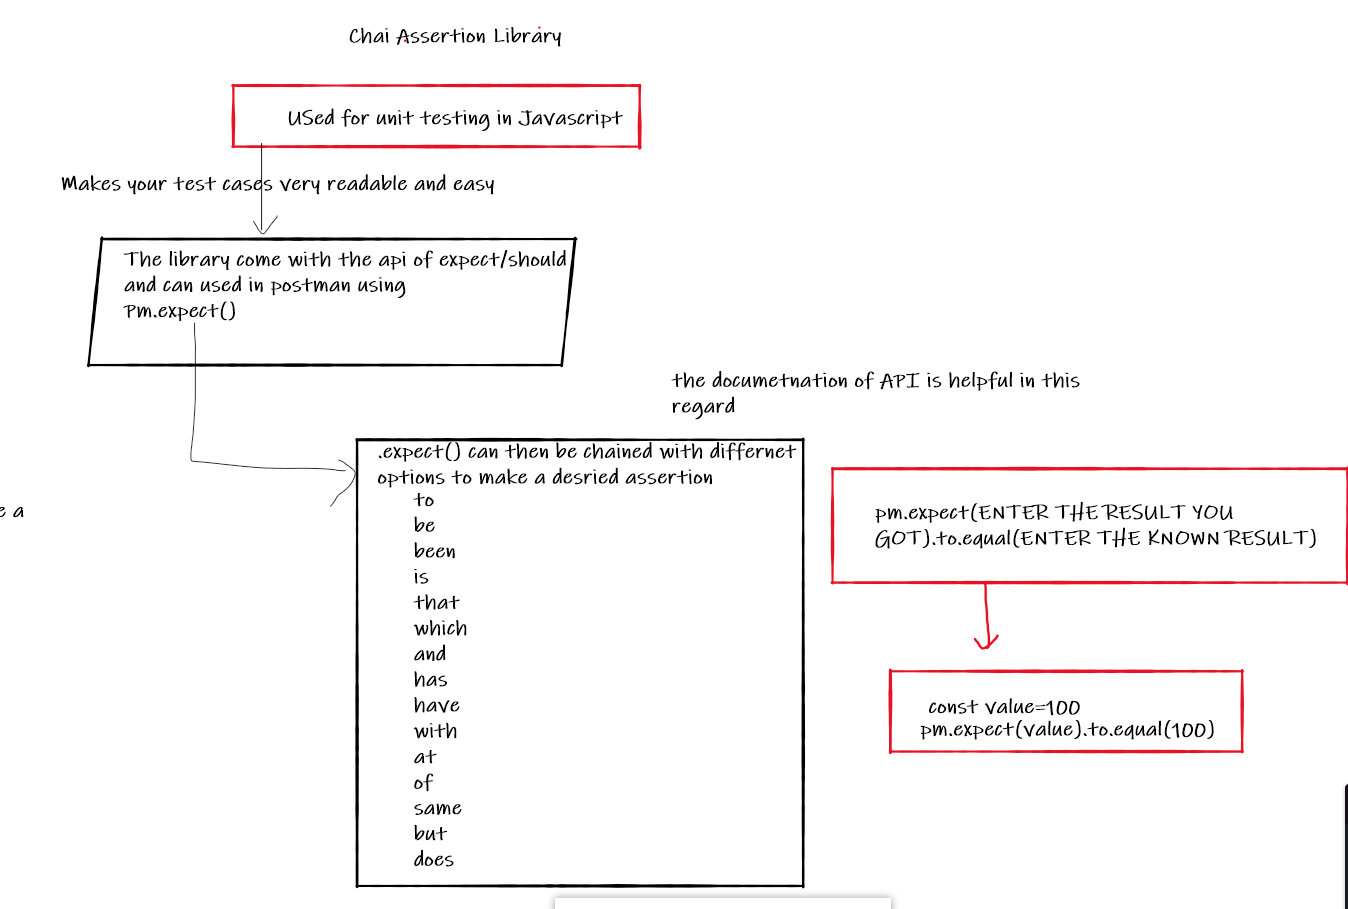 Chai Assertion Library
USed for unit testing in Javascript
Makes your test cases very readable and easy
The library come with the api of expect/should
and can used in postman using
Pm.expect()
the documetnation of API is helpful in this
regard
.expect() can then be chained with differnet
options to make a desried assertion
to
be
been
is
that
which
and
has
have
with
at
of
same
but
does
e a
pm.expect(ENTER THE RESULT YOU
GOT).to.equal(ENTER THE KNOWN RESULT)
const value=100
pm.expect(value).to.equal(100)